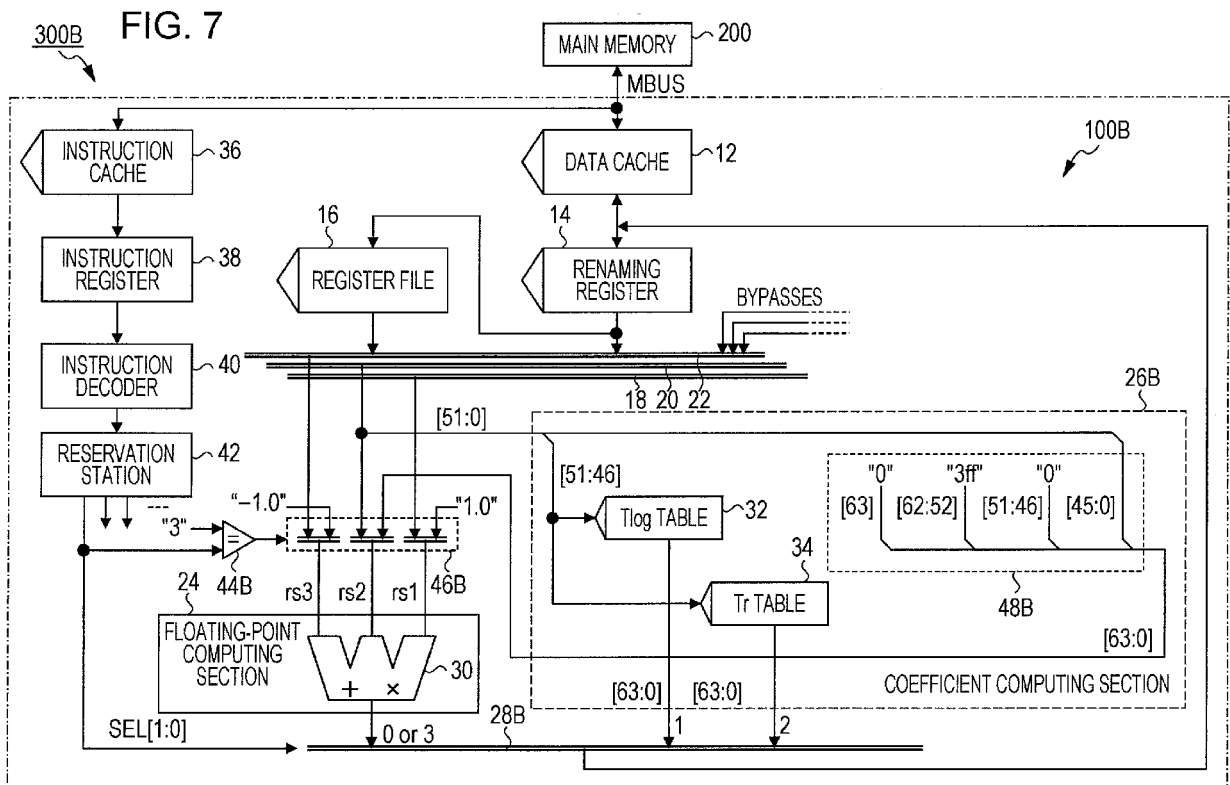 FIG. 7
300B
MAIN MEMORY
200
MBUS
100B
INSTRUCTION
CACHE
36
DATA CACHE
12
16
14
INSTRUCTION
REGISTER
38
REGISTER FILE
RENAMING
REGISTER
BYPASSES
INSTRUCTION
DECODER
40
18 20 22
26B
[51:0]
RESERVATION
STATION
42
[51:46]
"0" "3ff" "0"
[63] [62:52] [51:46] [45:0]
"3"
"−1.0"
"1.0"
Tlog TABLE
32
=
44B
46B
34
24
rs3 rs2 rs1
Tr TABLE
48B
FLOATING-POINT
COMPUTING
SECTION
30
+ ×
[63:0]
[63:0] [63:0]
COEFFICIENT COMPUTING SECTION
SEL[1:0]
0 or 3
28B
1
2